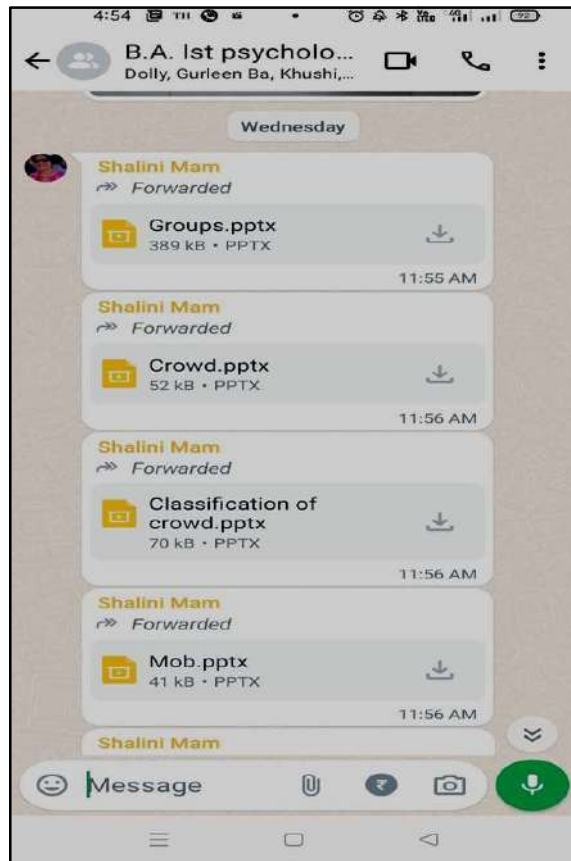 4:54 TH
92
B.A. Ist psycholo...
Dolly, Gurleen Ba, Khushi,...
Wednesday
Shalini Mam
Forwarded
Groups.pptx
389 kB • PPTX
11:55 AM
Shalini Mam
Forwarded
Crowd.pptx
52 kB • PPTX
11:56 AM
Shalini Mam
Forwarded
Classification of
crowd.pptx
70 kB • PPTX
11:56 AM
Shalini Mam
Forwarded
Mob.pptx
41 kB • PPTX
11:56 AM
Shalini Mam
Message